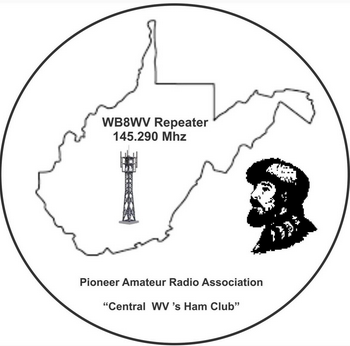 WB8WV Repeater
145.290 Mhz
Pioneer Amateur Radio Association
“Central WV ’s Ham Club”